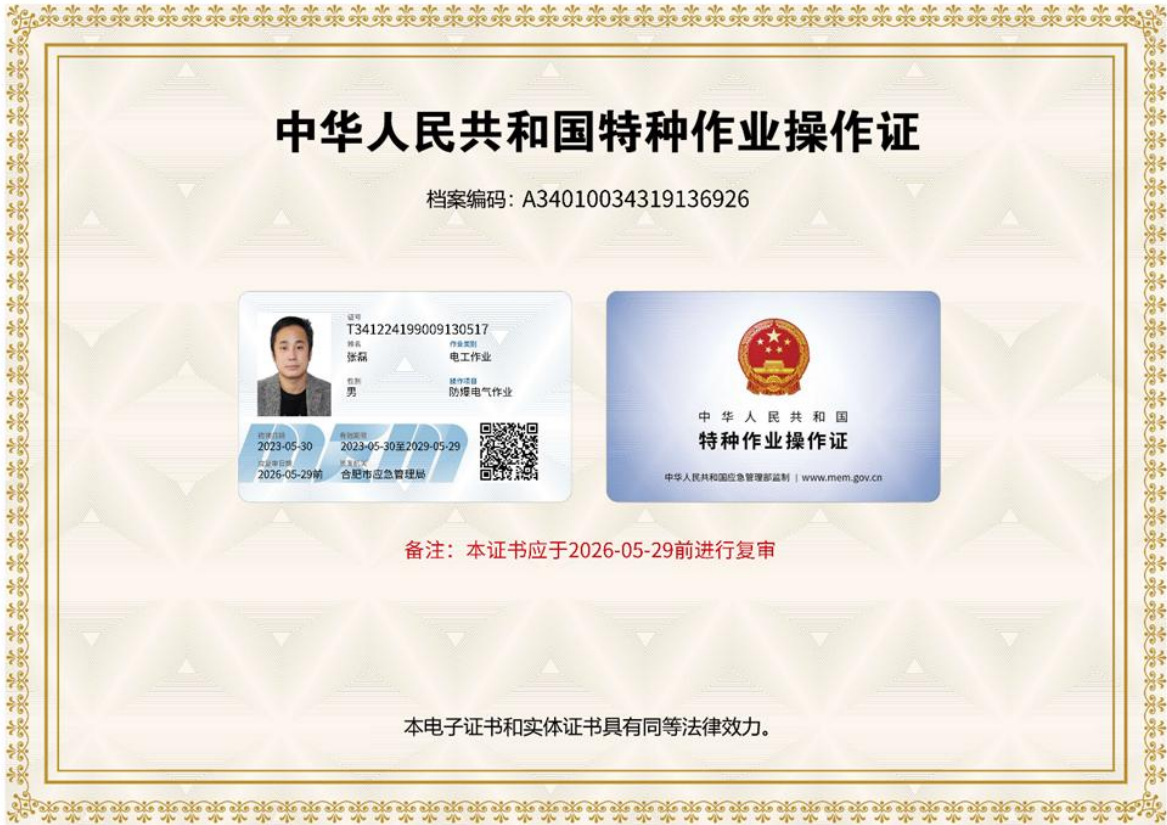 中华人民共和国特种作业操作证
档案编码：A34010034319136926
证号
T341224199009130517
姓名 作业类别
张磊 电工作业
性别 操作项目
男 防爆电气作业
初领日期 有效期限
2023-05-30 2023-05-30至2029-05-29
应复审日期 签发机关
2026-05-29前 合肥市应急管理局
中华人民共和国
特种作业操作证
中华人民共和国应急管理部监制 | www.mem.gov.cn
备注：本证书应于2026-05-29前进行复审
本电子证书和实体证书具有同等法律效力。